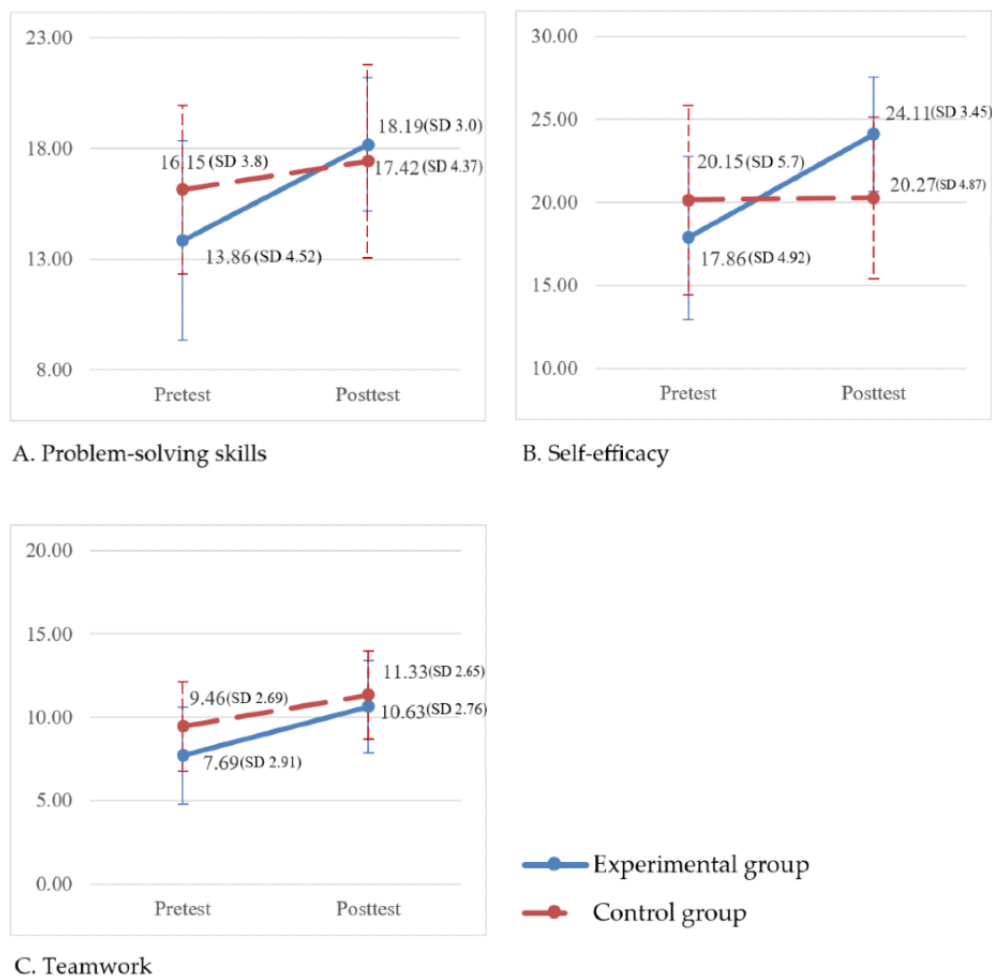 23.00
18.00
13.00
8.00
16.15 (SD 3.8)
18.19 (SD 3.0)
17.42 (SD 4.37)
13.86 (SD 4.52)
Pretest
Posttest
A. Problem-solving skills
30.00
25.00
20.00
15.00
10.00
24.11 (SD 3.45)
20.15 (SD 5.7)
20.27 (SD 4.87)
17.86 (SD 4.92)
Pretest
Posttest
B. Self-efficacy
20.00
15.00
10.00
5.00
0.00
11.33 (SD 2.65)
9.46 (SD 2.69)
10.63 (SD 2.76)
7.69 (SD 2.91)
Pretest
Posttest
C. Teamwork
Experimental group
Control group